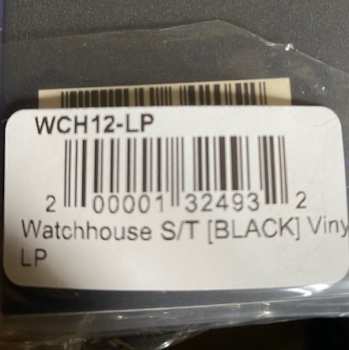 WCH12-LP
2 00001 32493 2
Watchhouse S/T [BLACK] Viny
LP